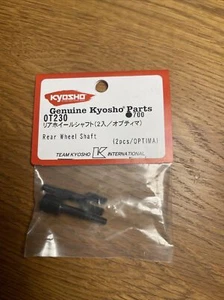 KYOSHO
Genuine Kyosho Parts
OT230 700
リアホイールシャフト(2入/オプティマ)
Rear Wheel Shaft (2pcs/OPTIMA)
TEAM KYOSHO K INTERNATIONAL